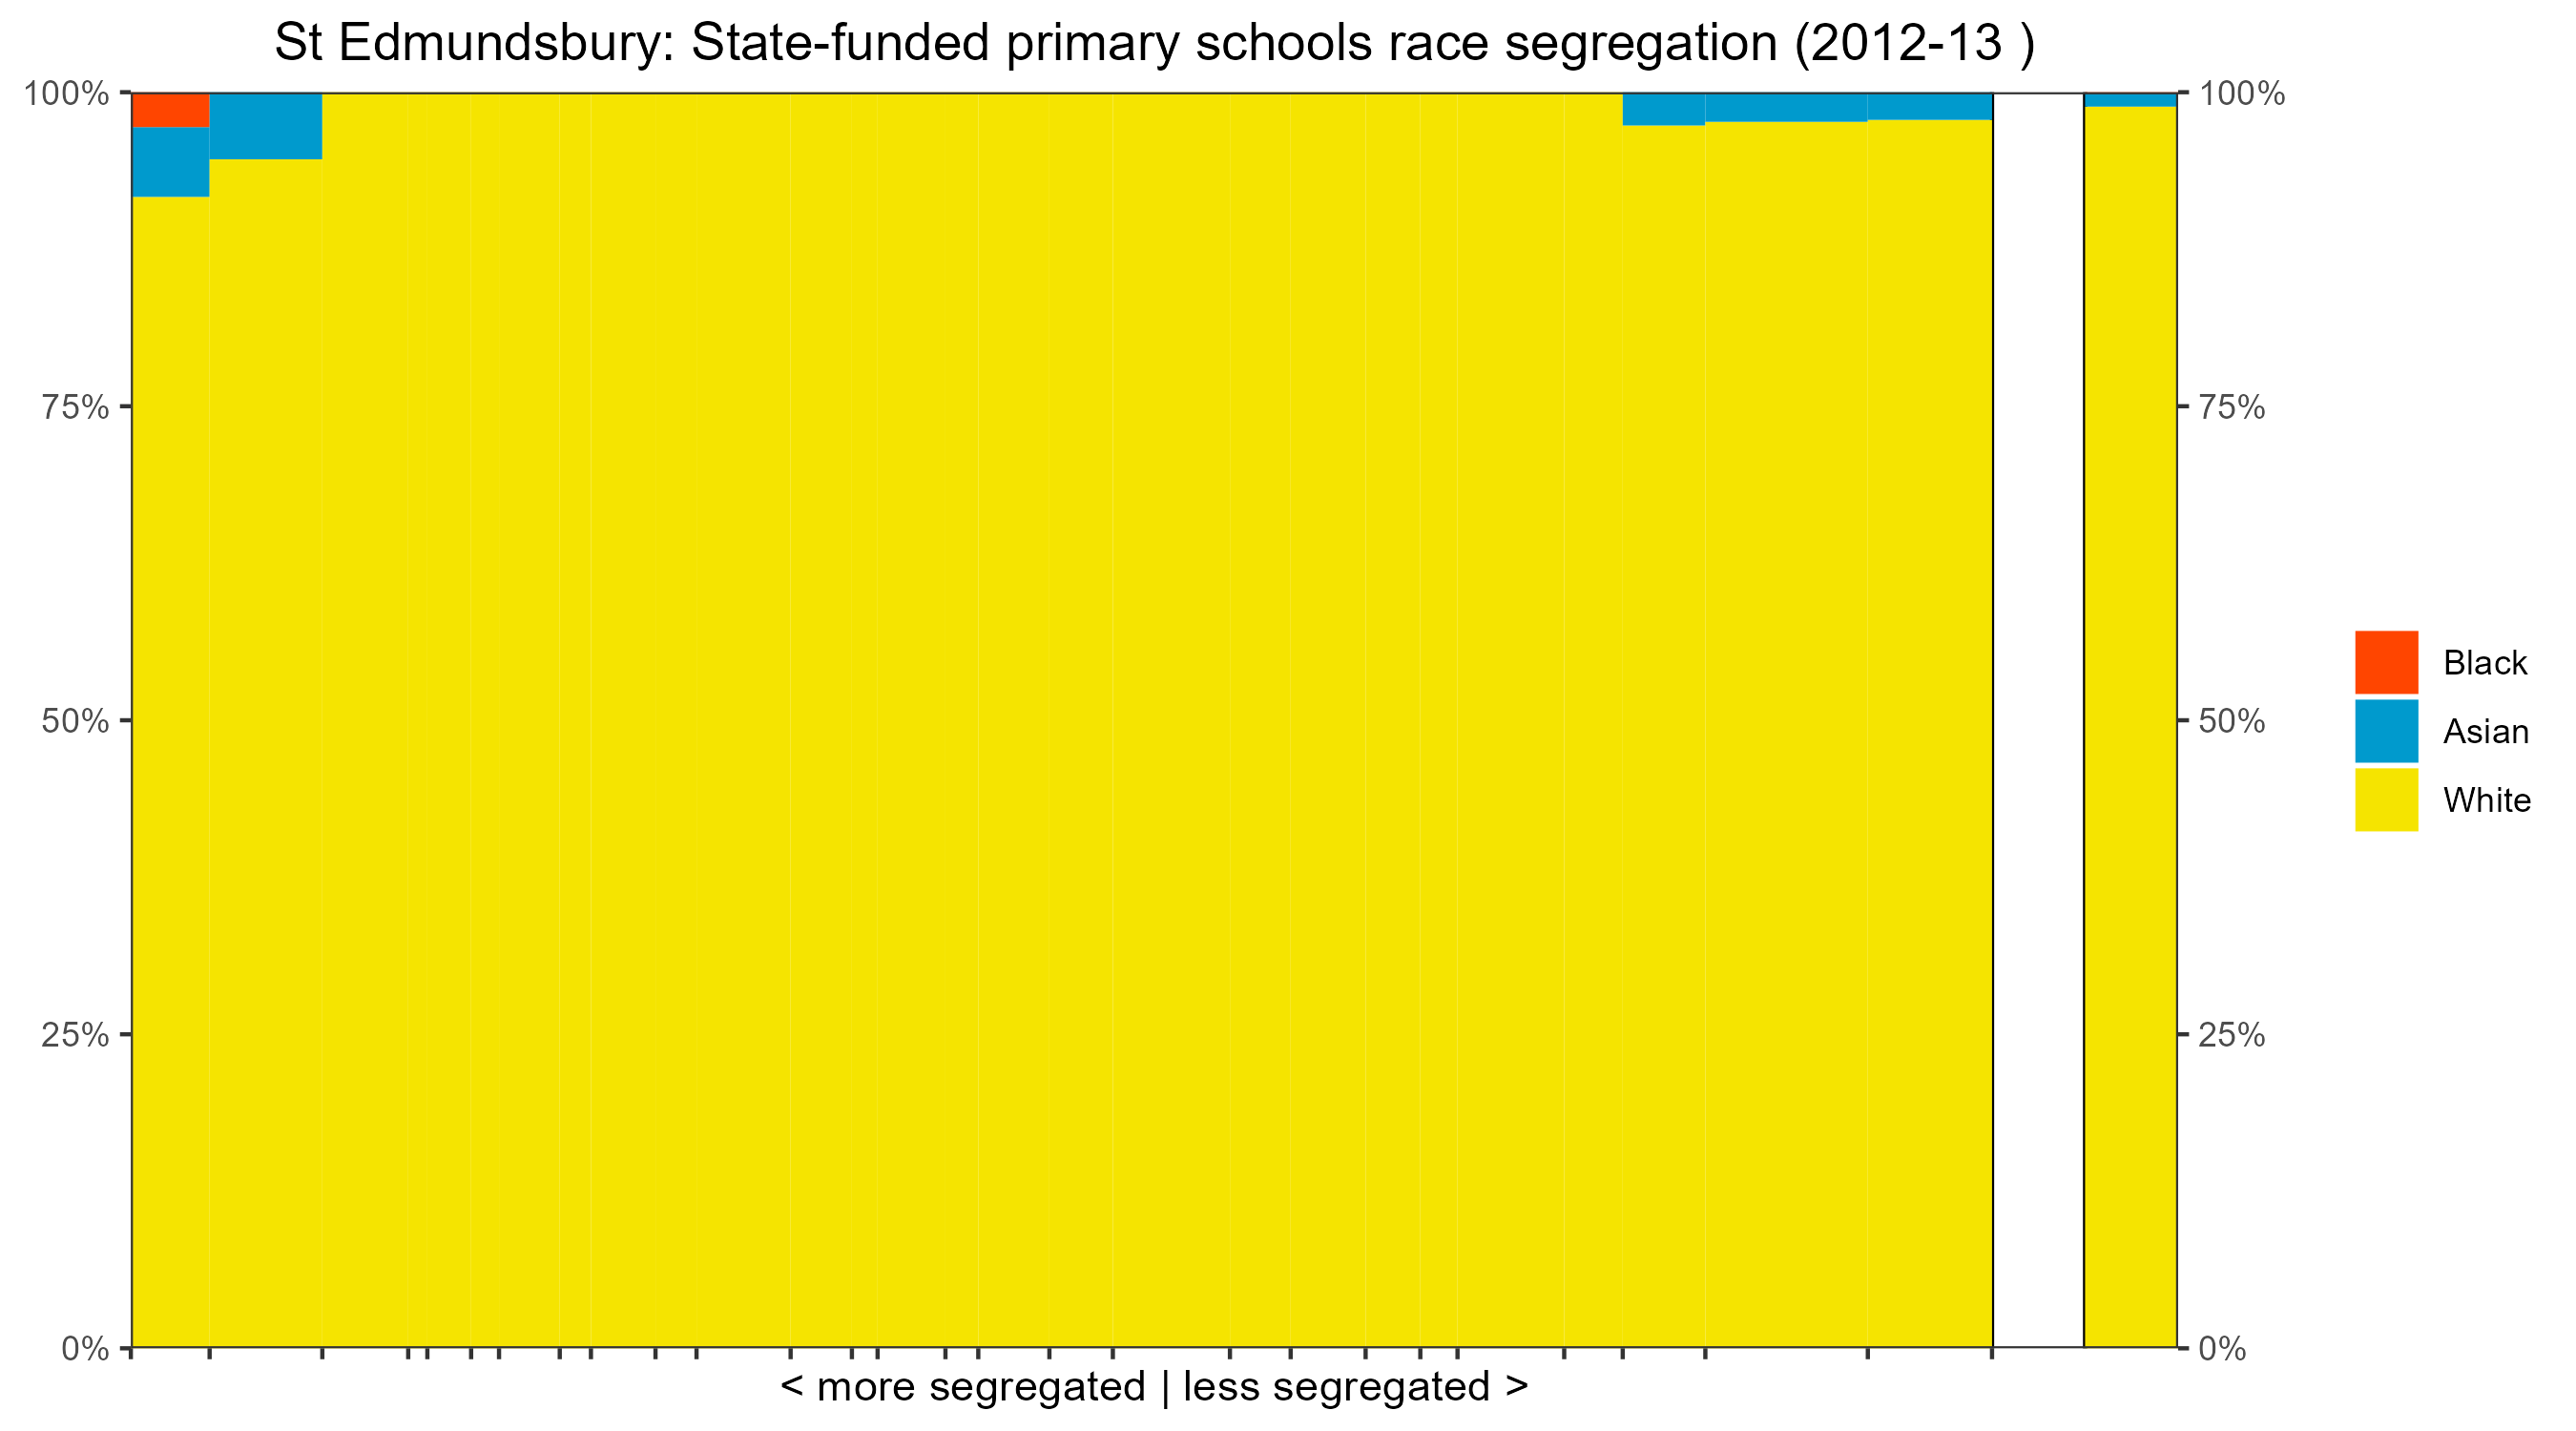 St Edmundsbury: State-funded primary schools race segregation (2012-13 )
100%
75%
50%
25%
0%
100%
75%
50%
25%
0%
Black
Asian
White
< more segregated | less segregated >